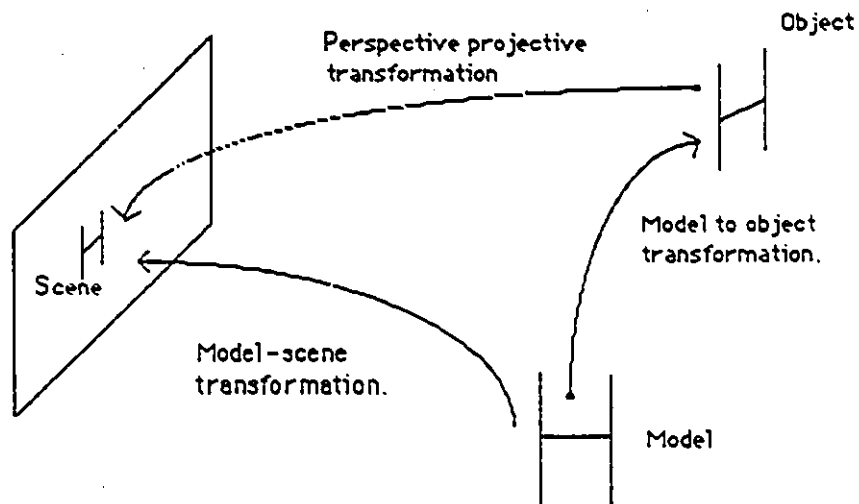 Object
Perspective projective
transformation
Model to object
transformation.
Scene
Model-scene
transformation.
Model